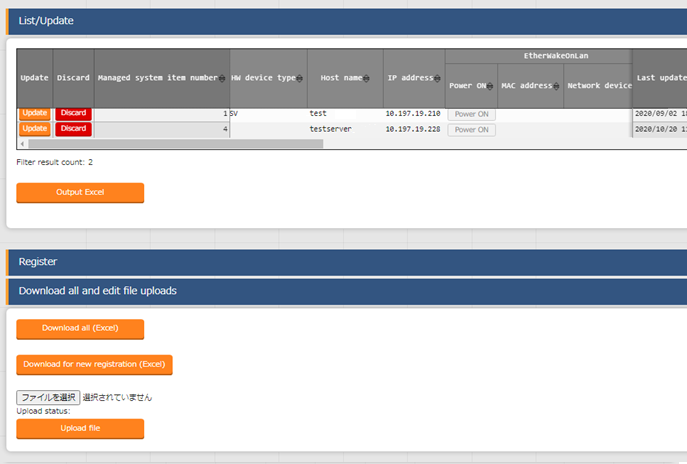 List/Update
EtherWakeOnLan
Update Discard Managed system item number HW device type Host name IP address Last update
Power ON MAC address Network device
Update Discard 1 SV test 10.197.19.210 Power ON 2020/09/02
Update Discard 4 testserver 10.197.19.228 Power ON 2020/10/20
Filter result count: 2
Output Excel
Register
Download all and edit file uploads
Download all (Excel)
Download for new registration (Excel)
ファイルを選択 選択されていません
Upload status:
Upload file